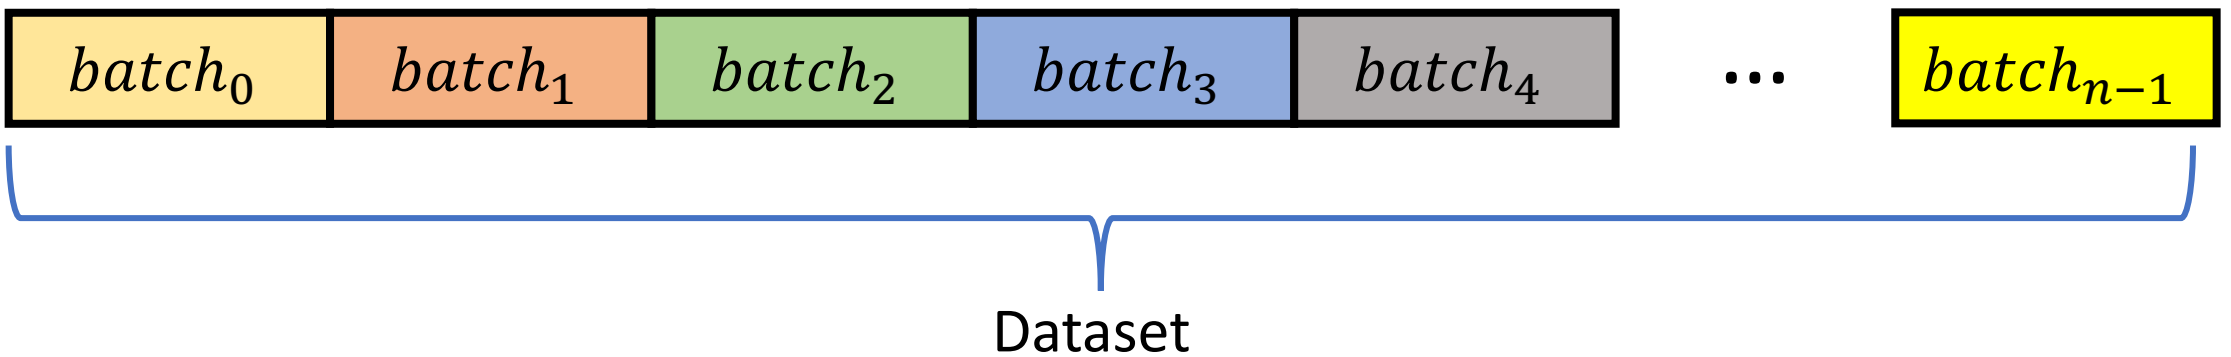 batch₀ batch₁ batch₂ batch₃ batch₄ ... batchₙ₋₁
Dataset